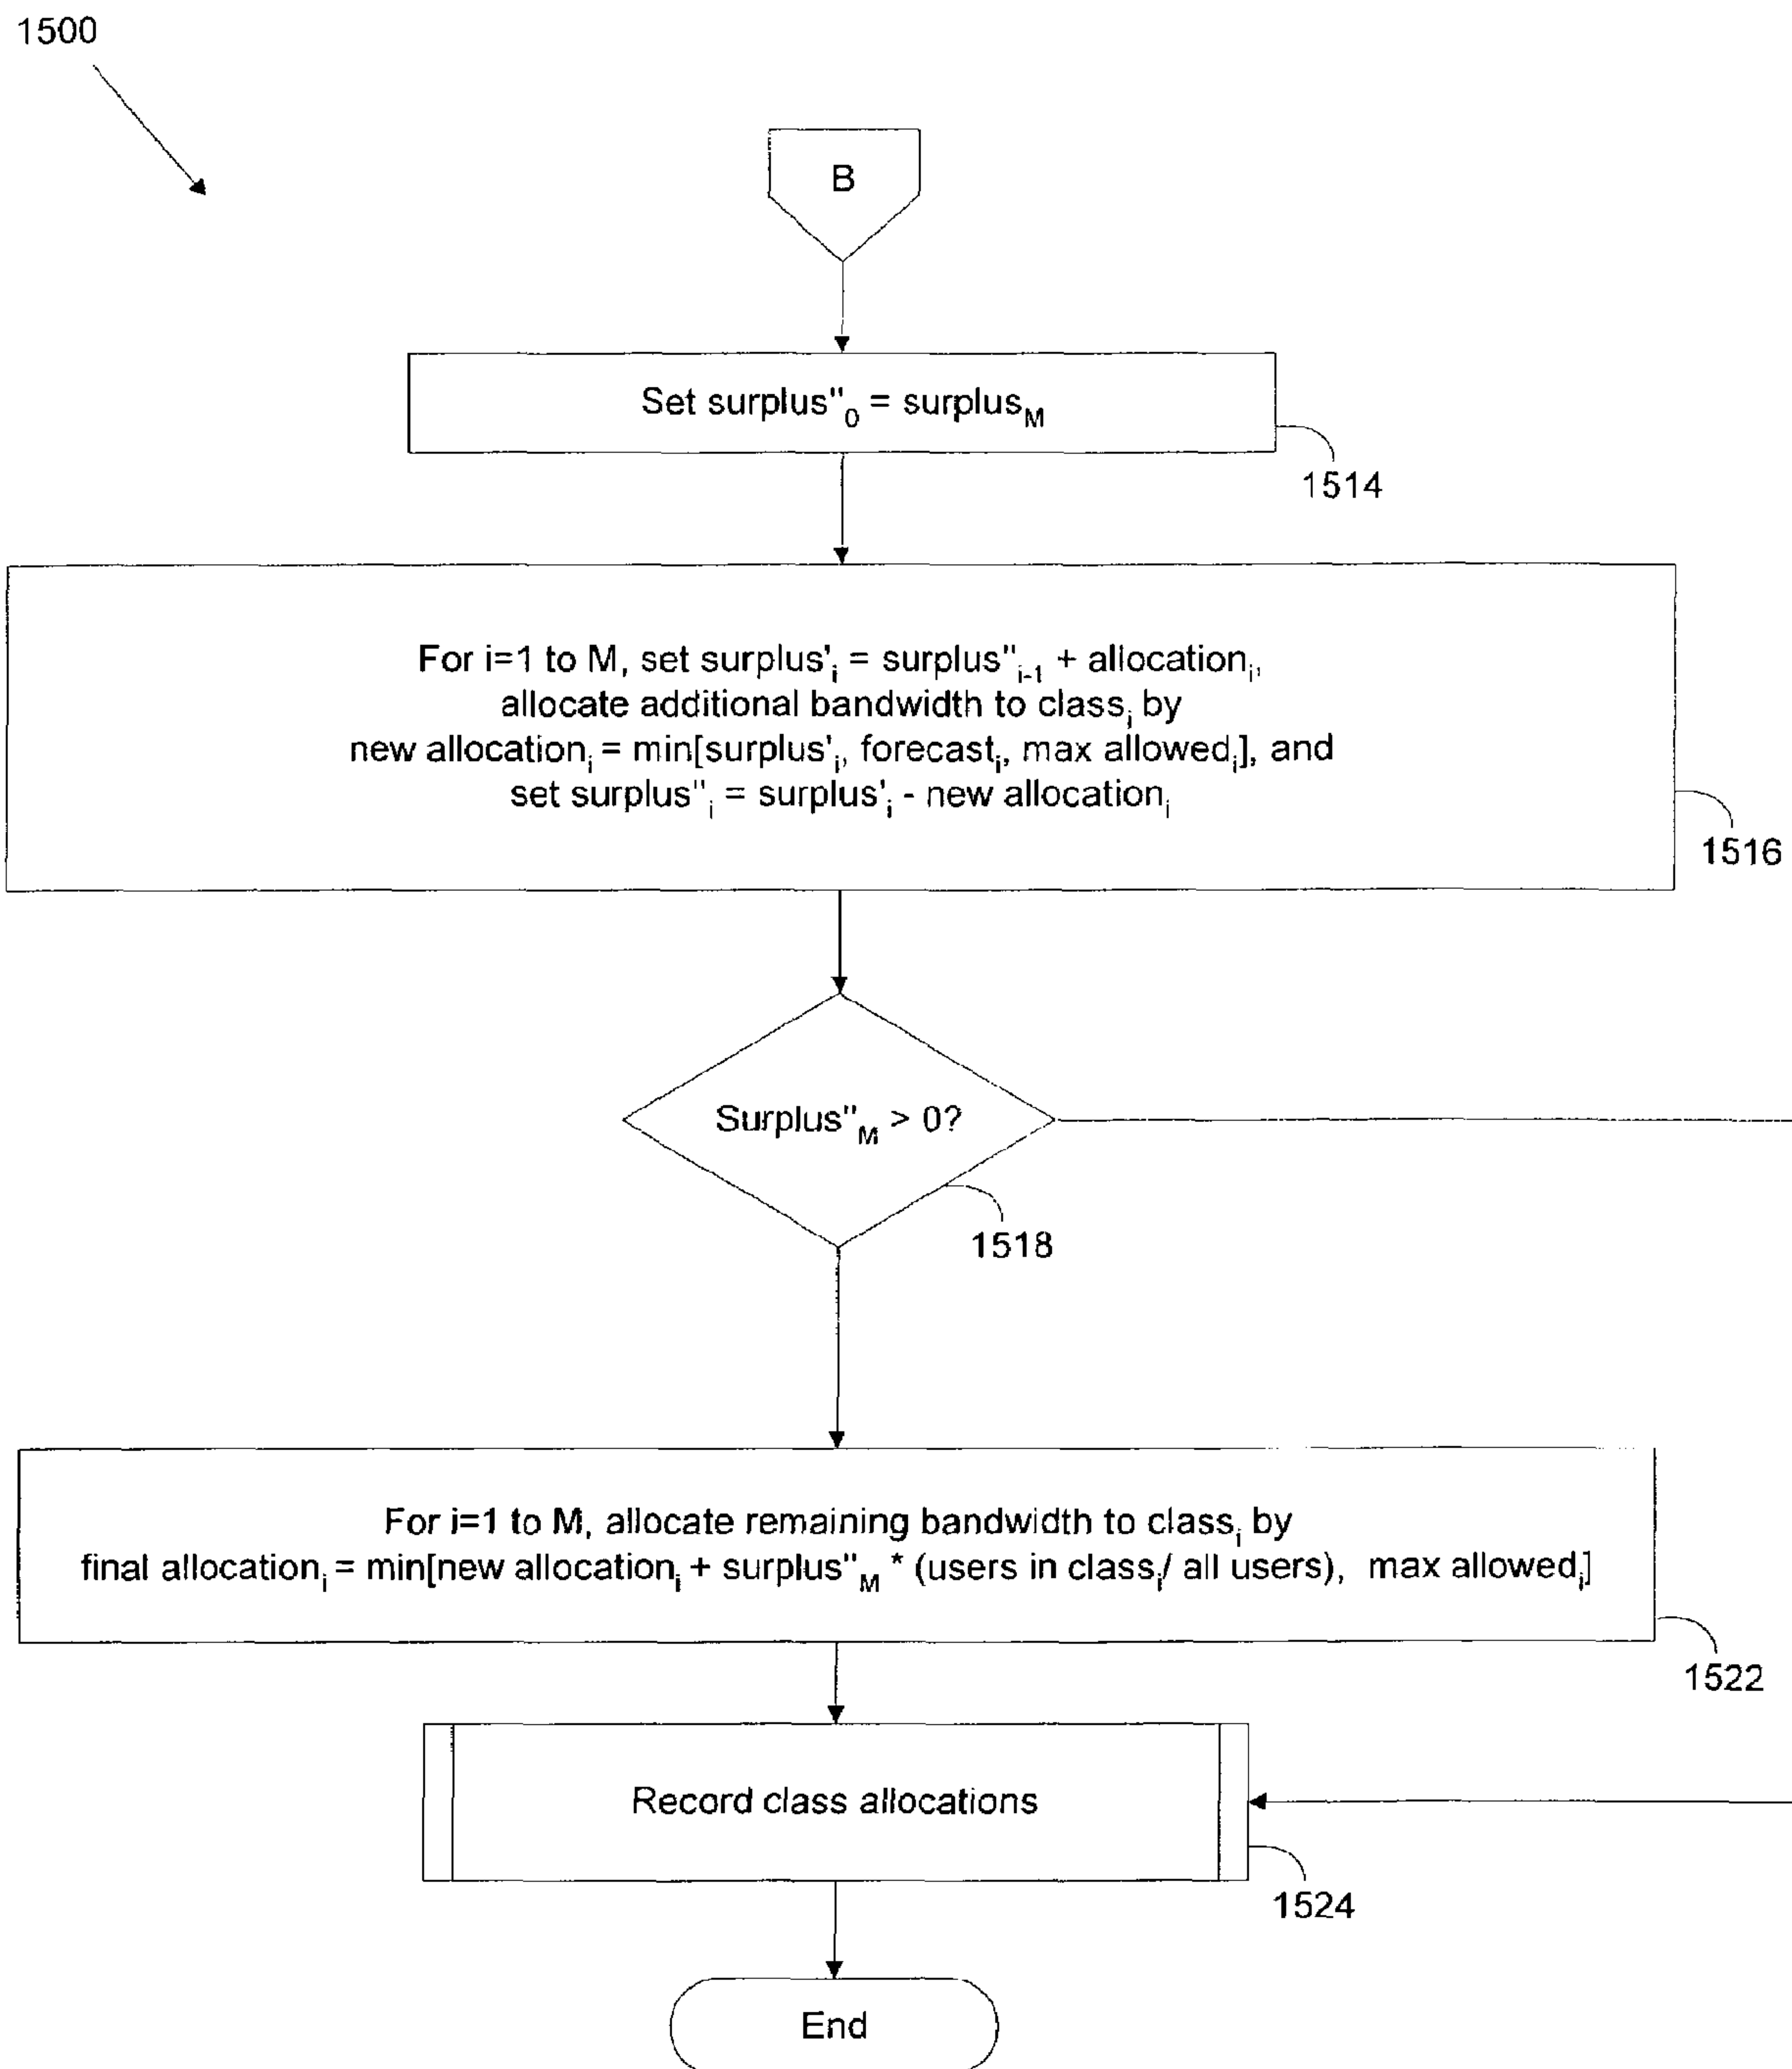 1500
B
Set surplus"₀ = surplus_M
1514
For i=1 to M, set surplus'ᵢ = surplus"ᵢ₋₁ + allocationᵢ,
allocate additional bandwidth to classᵢ by
new allocationᵢ = min[surplus'ᵢ, forecastᵢ, max allowedᵢ], and
set surplus"ᵢ = surplus'ᵢ - new allocationᵢ
1516
Surplus"_M > 0?
1518
For i=1 to M, allocate remaining bandwidth to classᵢ by
final allocationᵢ = min[new allocationᵢ + surplus"_M * (users in classᵢ/ all users), max allowedᵢ]
1522
Record class allocations
1524
End